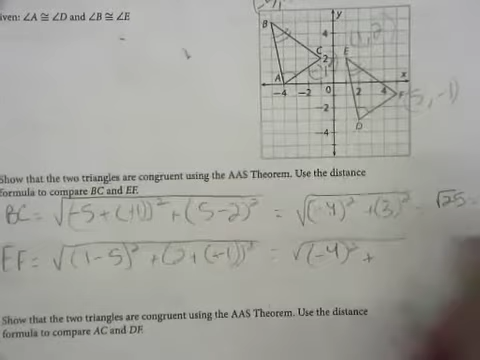 iven: ∠A ≅ ∠D and ∠B ≅ ∠E
y
B
4
(1, 2)
C
E
2
A
x
−4
−2
0
2
4
F
(5, -1)
−2
D
−4
Show that the two triangles are congruent using the AAS Theorem. Use the distance
formula to compare BC and EF.
BC = √(-5 + (+1))² + (5-2)² = √(-4)² + (3)² = √25 =
EF = √(1-5)² + (2 + (+1))² = √(-4)² +
Show that the two triangles are congruent using the AAS Theorem. Use the distance
formula to compare AC and DF.